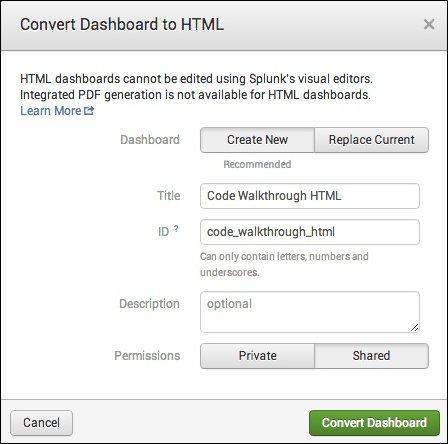 Convert Dashboard to HTML
×
HTML dashboards cannot be edited using Splunk's visual editors.
Integrated PDF generation is not available for HTML dashboards.
Learn More
Dashboard Create New Replace Current
Recommended
Title Code Walkthrough HTML
ID ? code_walkthrough_html
Can only contain letters, numbers and
underscores.
Description optional
Permissions Private Shared
Cancel Convert Dashboard